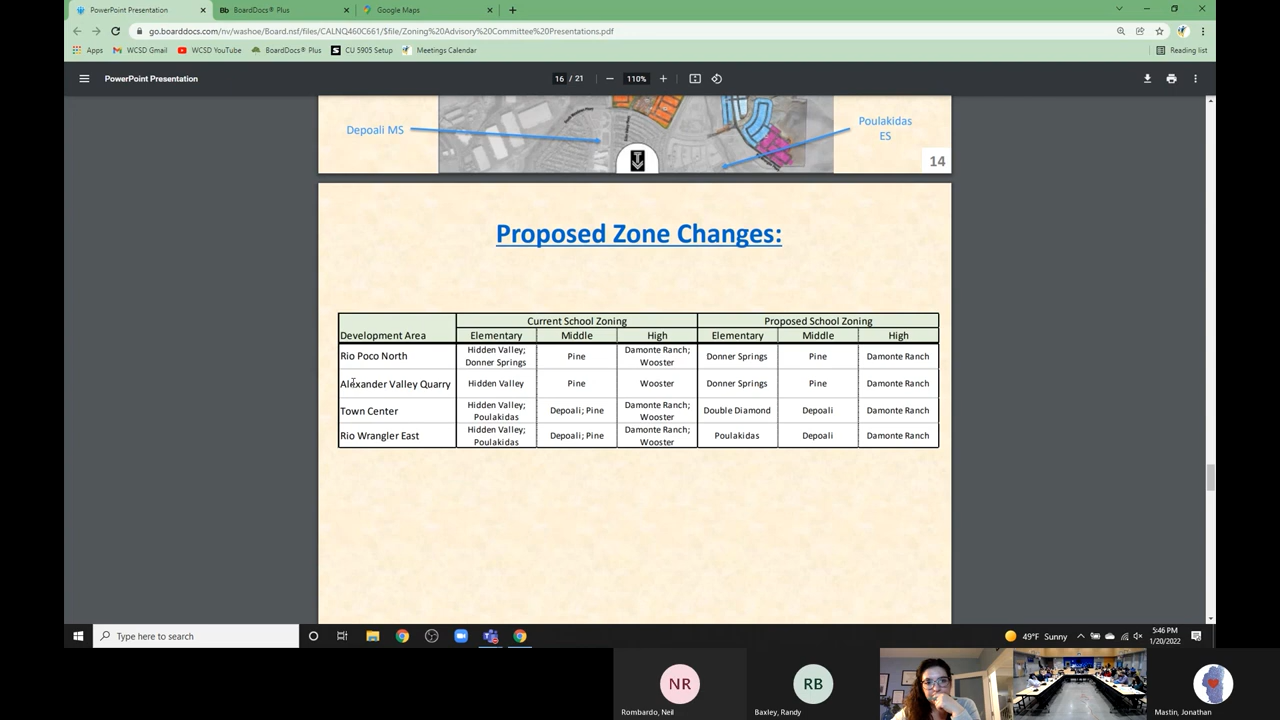 PowerPoint Presentation
BoardDocs® Plus
Google Maps
go.boarddocs.com/nv/washoe/Board.nsf/files/CALNQ460C661/$file/Zoning%20Advisory%20Committee%20Presentations.pdf
Apps WCSD Gmail WCSD YouTube BoardDocs® Plus CU 5905 Setup Meetings Calendar Reading list
PowerPoint Presentation 16 / 21 110%
Depoali MS
Poulakidas
ES
14
Proposed Zone Changes:
Development Area Current School Zoning Proposed School Zoning
Elementary Middle High Elementary Middle High
Rio Poco North Hidden Valley; Donner Springs Pine Damonte Ranch; Wooster Donner Springs Pine Damonte Ranch
Alexander Valley Quarry Hidden Valley Pine Wooster Donner Springs Pine Damonte Ranch
Town Center Hidden Valley; Poulakidas Depoali; Pine Damonte Ranch; Wooster Double Diamond Depoali Damonte Ranch
Rio Wrangler East Hidden Valley; Poulakidas Depoali; Pine Damonte Ranch; Wooster Poulakidas Depoali Damonte Ranch
Type here to search
49°F Sunny
5:46 PM
1/20/2022
NR
RB
Rombardo, Neil
Baxley, Randy
Mastin, Jonathan